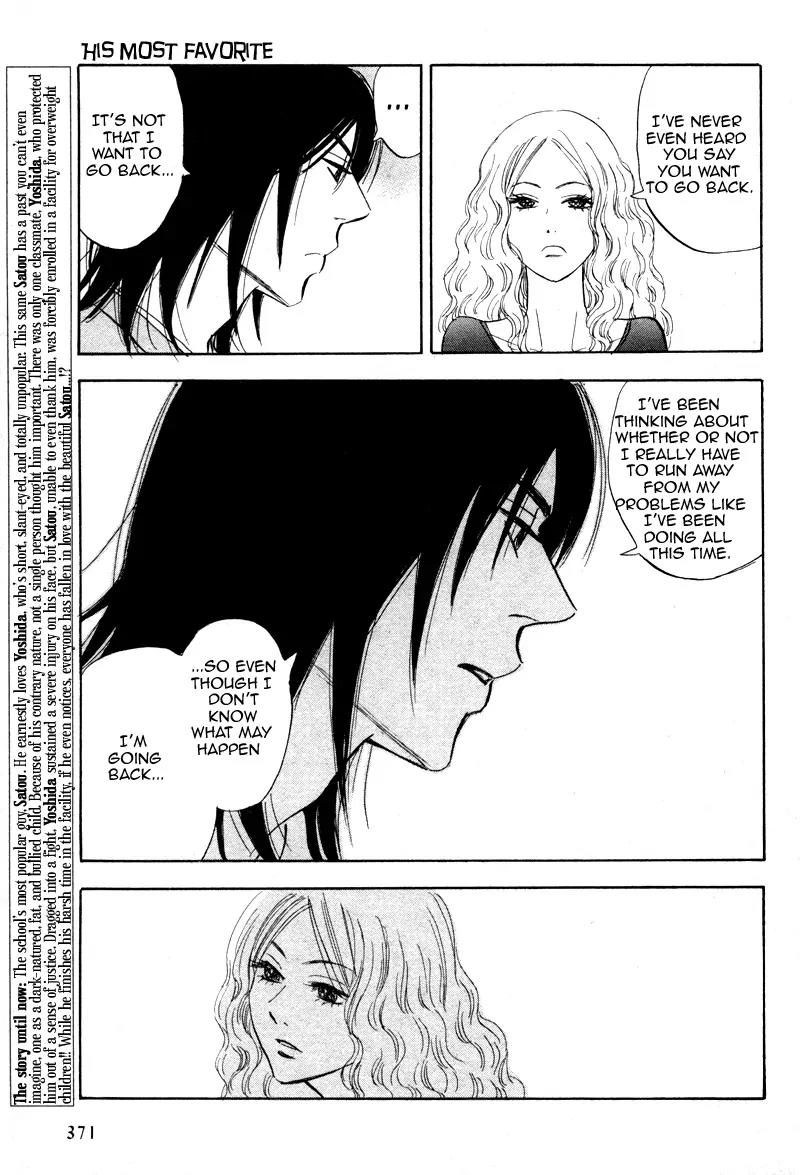 HIS MOST FAVORITE
I'VE NEVER
EVEN HEARD
YOU SAY
YOU WANT
TO GO BACK.
...
IT'S NOT
THAT I
WANT TO
GO BACK...
I'VE BEEN
THINKING ABOUT
WHETHER OR NOT
I REALLY HAVE
TO RUN AWAY
FROM MY
PROBLEMS LIKE
I'VE BEEN
DOING ALL
THIS TIME.
...SO EVEN
THOUGH I
DON'T
KNOW
WHAT MAY
HAPPEN
I'M
GOING
BACK...
The story until now: The school's most popular guy, Satou. He earnestly loves Yoshida, who's short, slant-eyed, and totally unpopular. This same Satou has a past you can't even
imagine, one as a dark-natured, fat, and bullied child. Because of his contrary nature, not a single person thought him important. There was only one classmate, Yoshida, who protected
him out of a sense of justice. Dragged into a fight, Yoshida sustained a severe injury on his face, but Satou, unable to even thank him, was forcibly enrolled in a facility for overweight
children!! While he finishes his harsh time in the facility, if he even notices, everyone has fallen in love with the beautiful Satou...!?
371